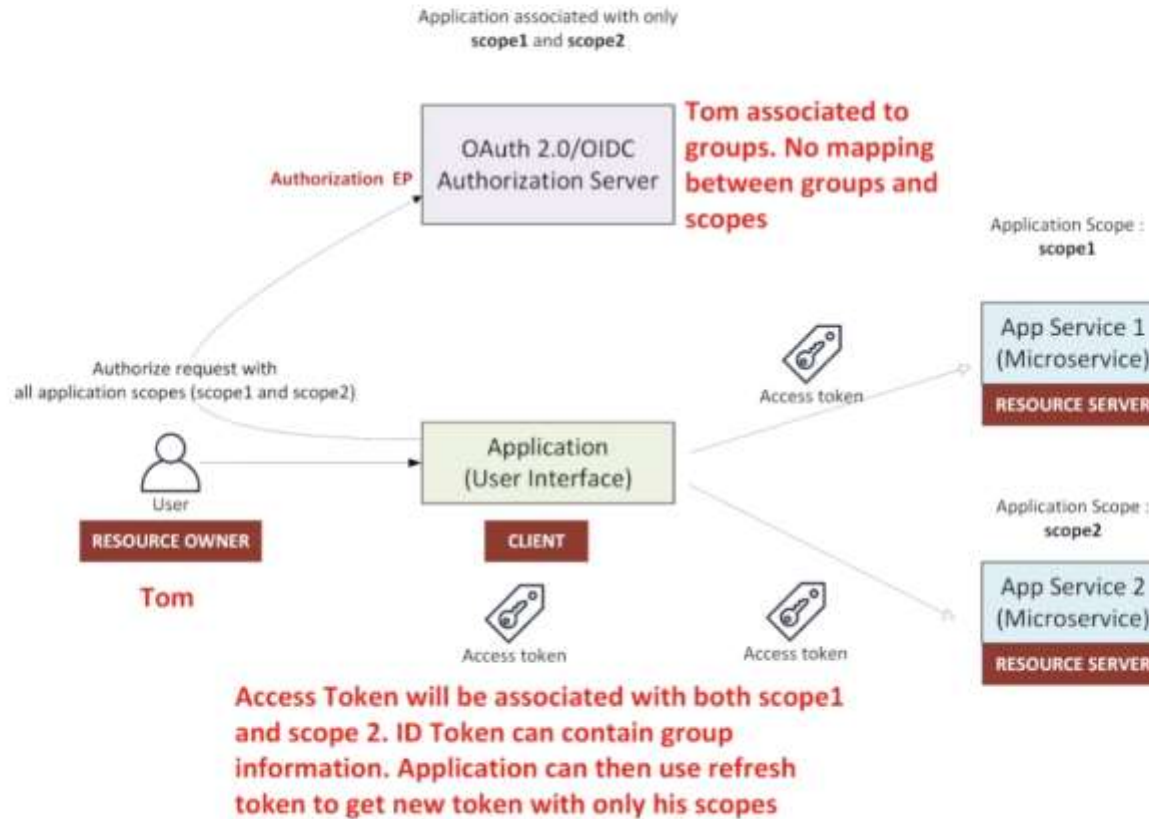 Application associated with only
scope1 and scope2
OAuth 2.0/OIDC
Authorization Server
Tom associated to
groups. No mapping
between groups and
scopes
Authorization EP
Application Scope :
scope1
App Service 1
(Microservice)
RESOURCE SERVER
Authorize request with
all application scopes (scope1 and scope2)
Access token
Application
(User Interface)
User
RESOURCE OWNER
CLIENT
Tom
Application Scope :
scope2
App Service 2
(Microservice)
RESOURCE SERVER
Access token
Access token
Access Token will be associated with both scope1
and scope 2. ID Token can contain group
information. Application can then use refresh
token to get new token with only his scopes